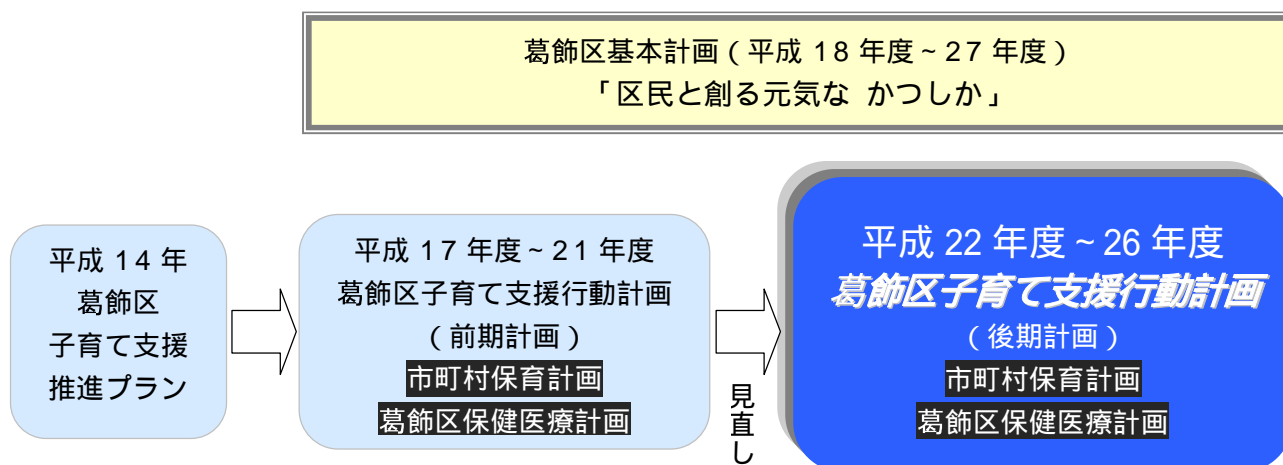 葛飾区基本計画(平成 18 年度~27 年度)
「区民と創る元気な かつしか」
平成 14 年
葛飾区
子育て支援
推進プラン
平成 17 年度~21 年度
葛飾区子育て支援行動計画
(前期計画)
市町村保育計画
葛飾区保健医療計画
見直し
平成 22 年度~26 年度
葛飾区子育て支援行動計画
(後期計画)
市町村保育計画
葛飾区保健医療計画